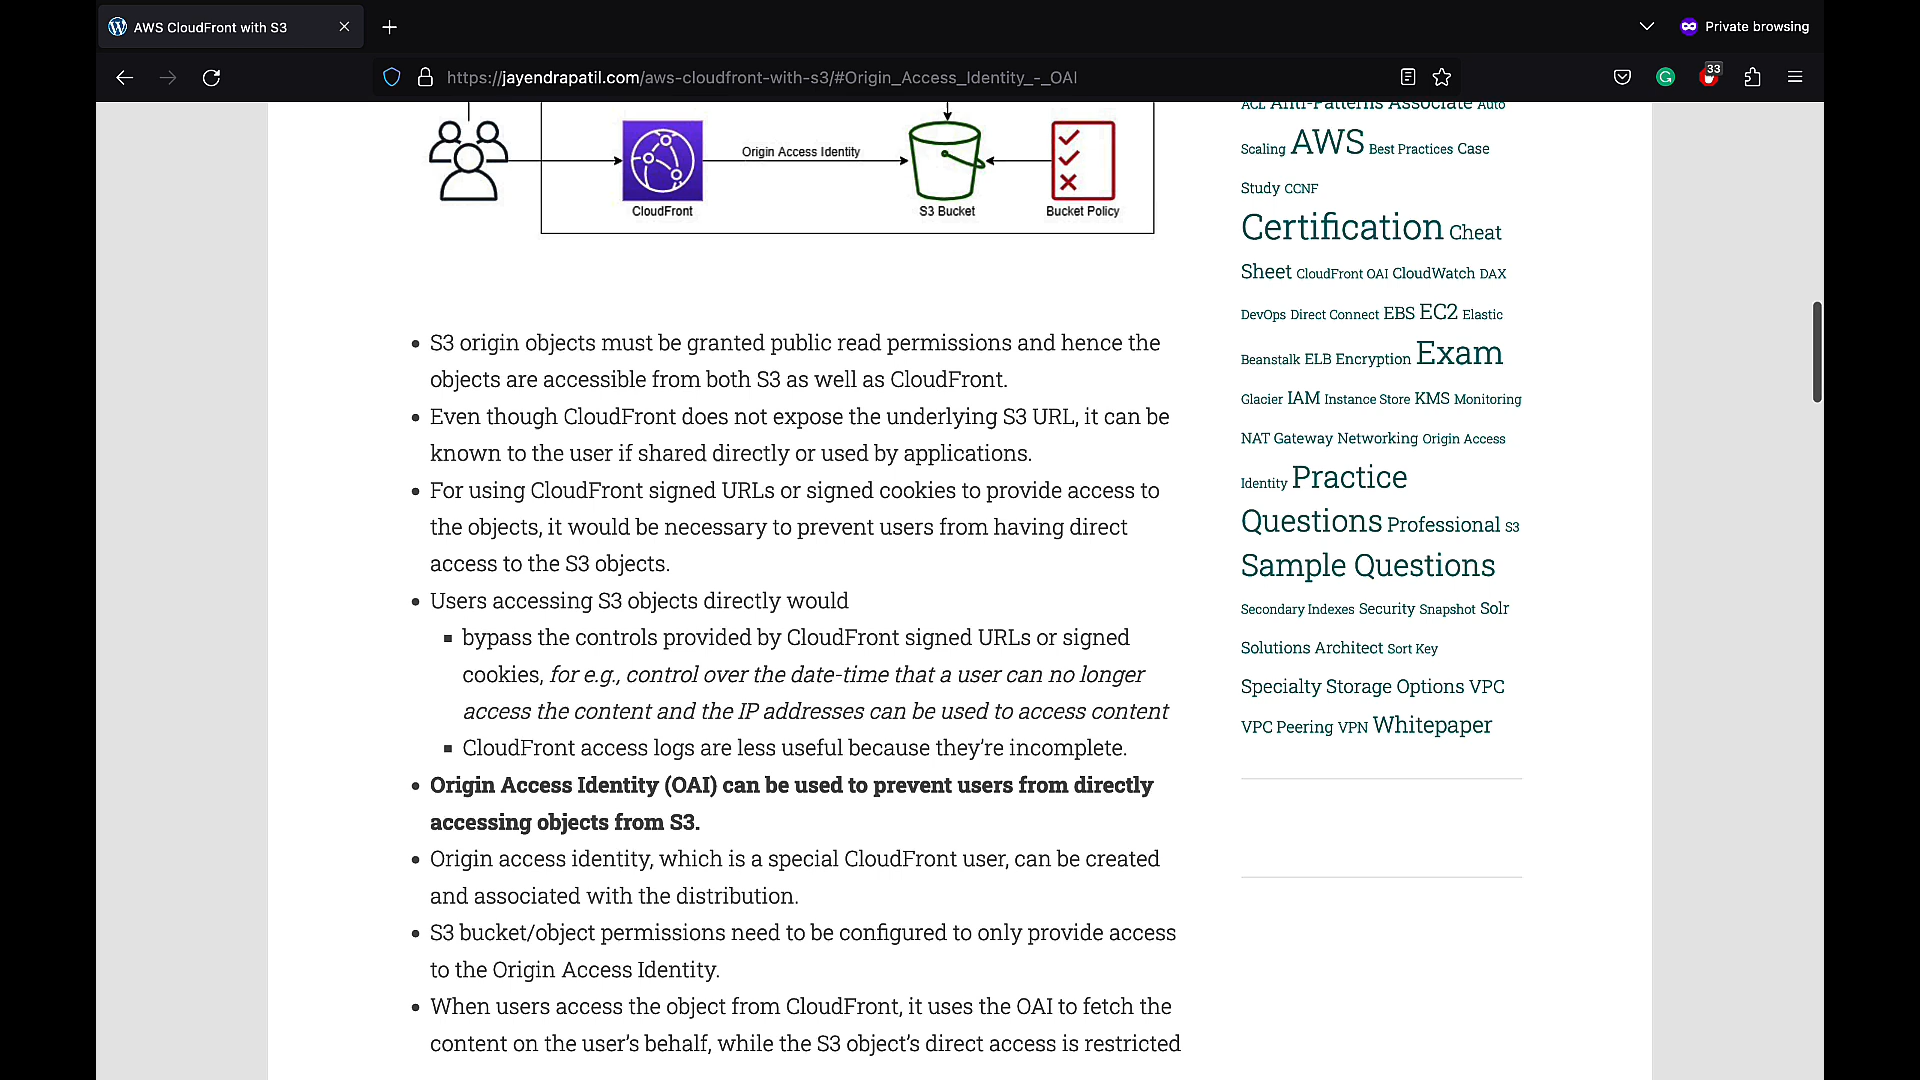 AWS CloudFront with S3
Private browsing
https://jayendrapatil.com/aws-cloudfront-with-s3/#Origin_Access_Identity_-_OAI
33
Origin Access Identity
CloudFront
S3 Bucket
Bucket Policy
S3 origin objects must be granted public read permissions and hence the
objects are accessible from both S3 as well as CloudFront.
Even though CloudFront does not expose the underlying S3 URL, it can be
known to the user if shared directly or used by applications.
For using CloudFront signed URLs or signed cookies to provide access to
the objects, it would be necessary to prevent users from having direct
access to the S3 objects.
Users accessing S3 objects directly would
bypass the controls provided by CloudFront signed URLs or signed
cookies, for e.g., control over the date-time that a user can no longer
access the content and the IP addresses can be used to access content
CloudFront access logs are less useful because they're incomplete.
Origin Access Identity (OAI) can be used to prevent users from directly
accessing objects from S3.
Origin access identity, which is a special CloudFront user, can be created
and associated with the distribution.
S3 bucket/object permissions need to be configured to only provide access
to the Origin Access Identity.
When users access the object from CloudFront, it uses the OAI to fetch the
content on the user's behalf, while the S3 object's direct access is restricted
ACL Anti-Patterns Associate Auto
Scaling AWS Best Practices Case
Study CCNF
Certification Cheat
Sheet CloudFront OAI CloudWatch DAX
DevOps Direct Connect EBS EC2 Elastic
Beanstalk ELB Encryption Exam
Glacier IAM Instance Store KMS Monitoring
NAT Gateway Networking Origin Access
Identity Practice
Questions Professional S3
Sample Questions
Secondary Indexes Security Snapshot Solr
Solutions Architect Sort Key
Specialty Storage Options VPC
VPC Peering VPN Whitepaper